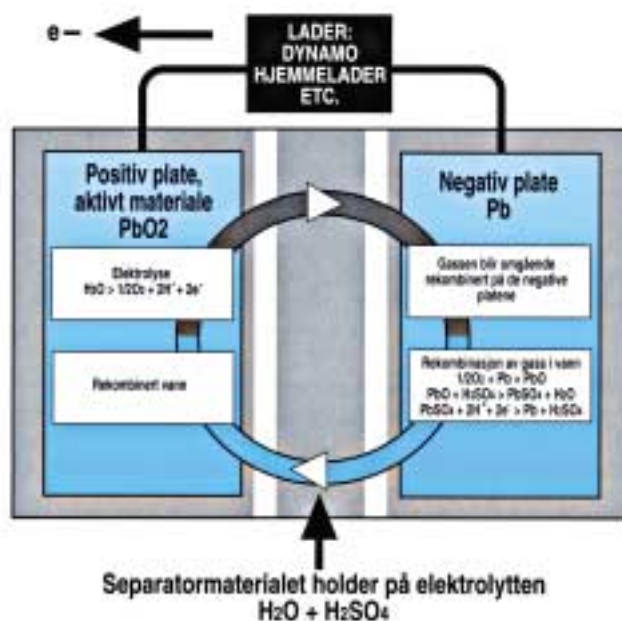 e–
LADER:
DYNAMO
HJEMMELADER
ETC.
Positiv plate,
aktivt materiale
PbO2
Elektrolyse
H2O > 1/2O2 + 2H⁺ + 2e⁻
Rekombinert vann
Negativ plate
Pb
Gassen blir omgående
rekombinert på de negative
platene
Rekombinasjon av gass i vann
1/2O2 + Pb + PbO
PbO + H2SO4 > PbSO4 + H2O
PbSO4 + 2H⁺ + 2e⁻ > Pb + H2SO4
Separatormaterialet holder på elektrolytten
H2O + H2SO4